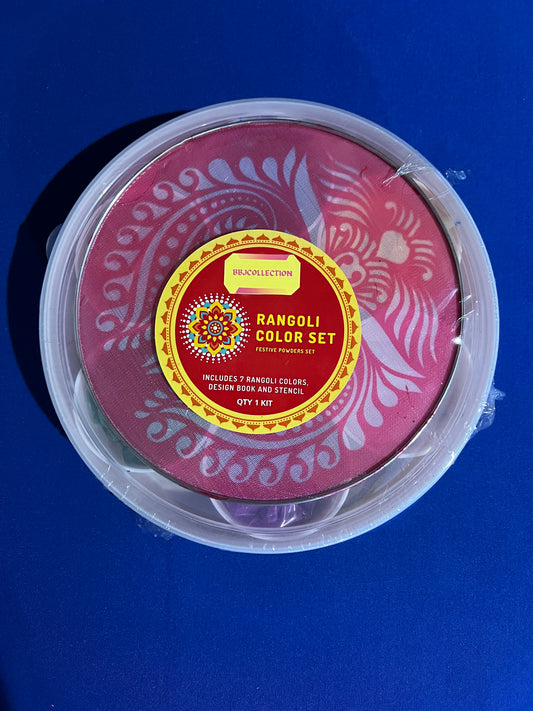 BBJCOLLECTION
RANGOLI
COLOR SET
FESTIVE POWDERS SET
INCLUDES 7 RANGOLI COLORS,
DESIGN BOOK AND STENCIL
QTY 1 KIT